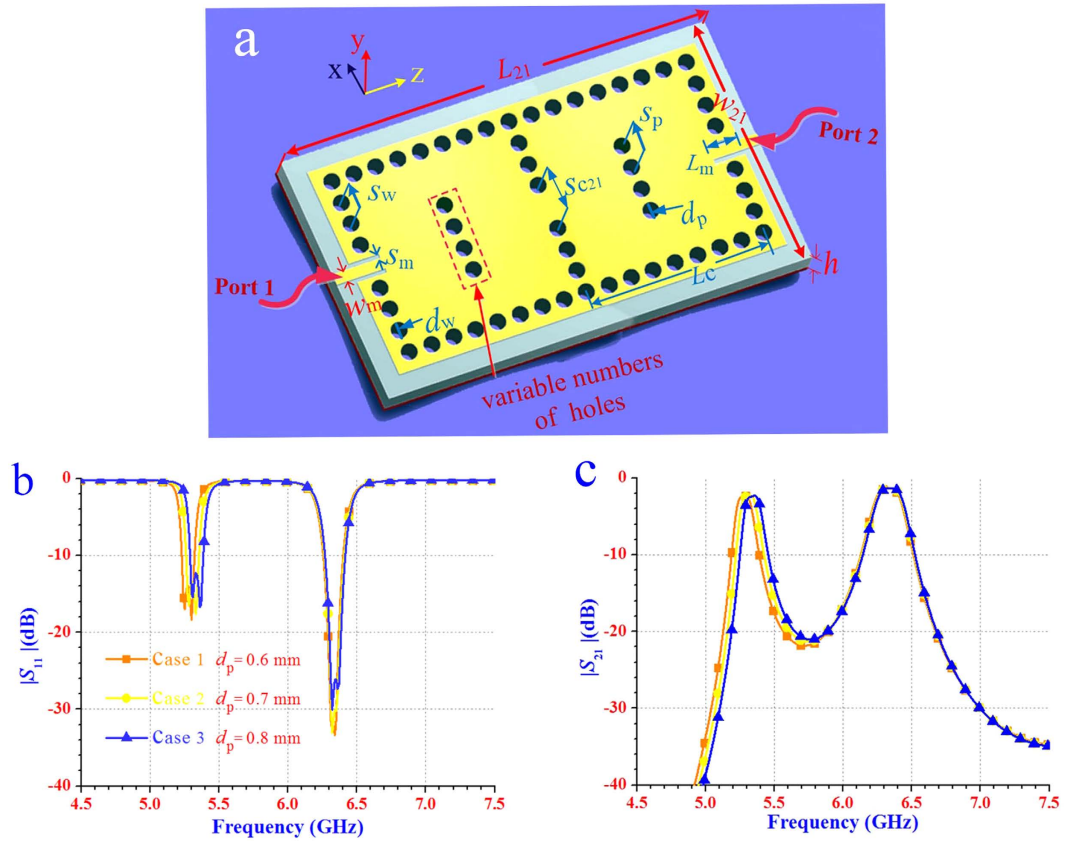 a
y
x
z
L21
W21
Port 2
sp
Lm
sw
sc21
dp
sm
Port 1
Wm
Lc
h
dw
variable numbers
of holes
b
0
-10
-20
-30
-40
|S11|(dB)
Case 1 dp = 0.6 mm
Case 2 dp = 0.7 mm
Case 3 dp = 0.8 mm
4.5 5.0 5.5 6.0 6.5 7.0 7.5
Frequency (GHz)
c
0
-10
-20
-30
-40
|S21|(dB)
4.5 5.0 5.5 6.0 6.5 7.0 7.5
Frequency (GHz)